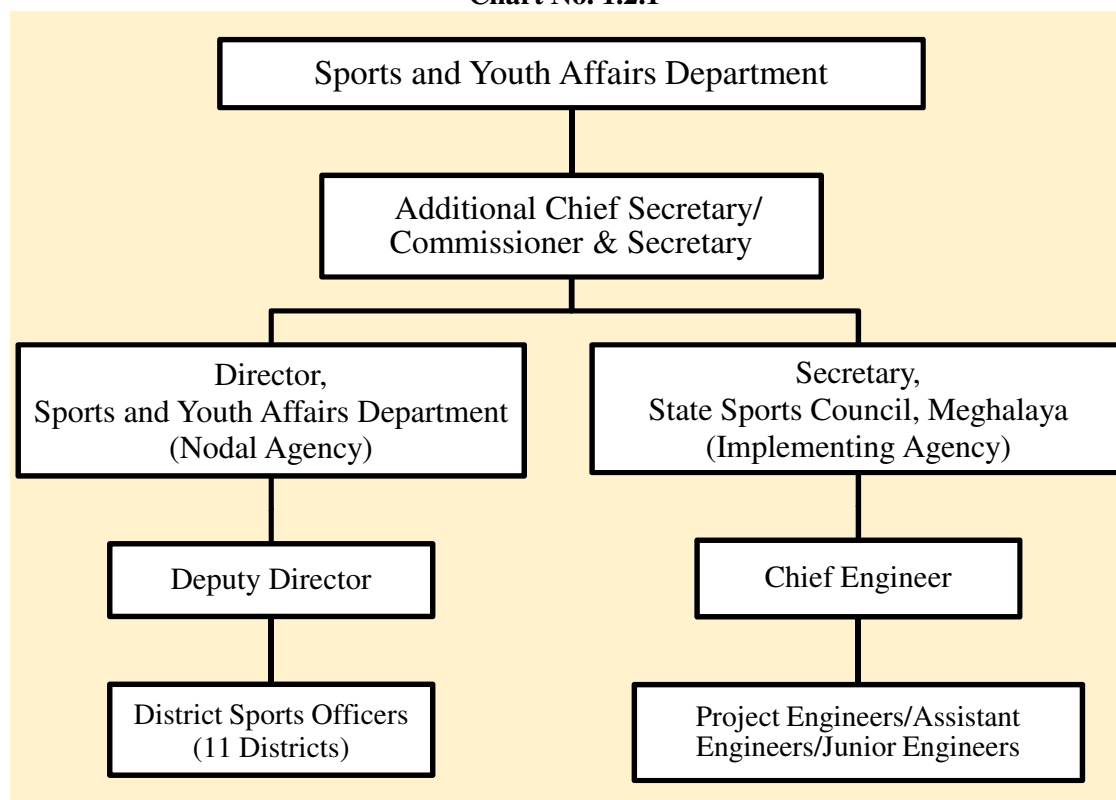 Chart No. 1.2.1
Sports and Youth Affairs Department
Additional Chief Secretary/
Commissioner & Secretary
Director,
Sports and Youth Affairs Department
(Nodal Agency)
Secretary,
State Sports Council, Meghalaya
(Implementing Agency)
Deputy Director
Chief Engineer
District Sports Officers
(11 Districts)
Project Engineers/Assistant
Engineers/Junior Engineers